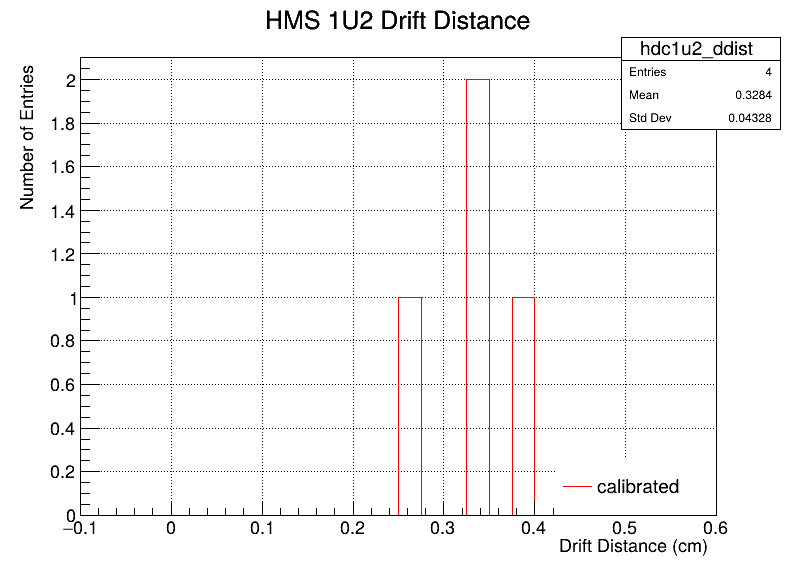 HMS 1U2 Drift Distance
hdc1u2_ddist
Entries 4
Mean 0.3284
Std Dev 0.04328
Number of Entries
2
1.8
1.6
1.4
1.2
1
0.8
0.6
0.4
0.2
0
calibrated
−0.1 0 0.1 0.2 0.3 0.4 0.5 0.6
Drift Distance (cm)